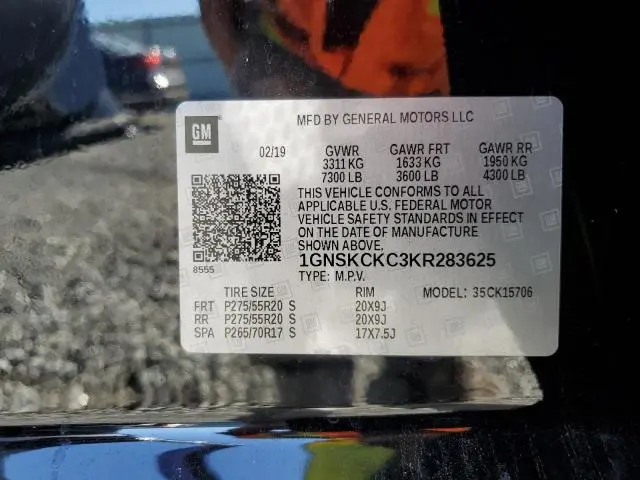 GM
MFD BY GENERAL MOTORS LLC
02/19 GVWR GAWR FRT GAWR RR
3311 KG 1633 KG 1950 KG
7300 LB 3600 LB 4300 LB
THIS VEHICLE CONFORMS TO ALL
APPLICABLE U.S. FEDERAL MOTOR
VEHICLE SAFETY STANDARDS IN EFFECT
ON THE DATE OF MANUFACTURE
SHOWN ABOVE.
8555
1GNSKCKC3KR283625
TYPE: M.P.V.
TIRE SIZE RIM MODEL: 35CK15706
FRT P275/55R20 S 20X9J
RR P275/55R20 S 20X9J
SPA P265/70R17 S 17X7.5J